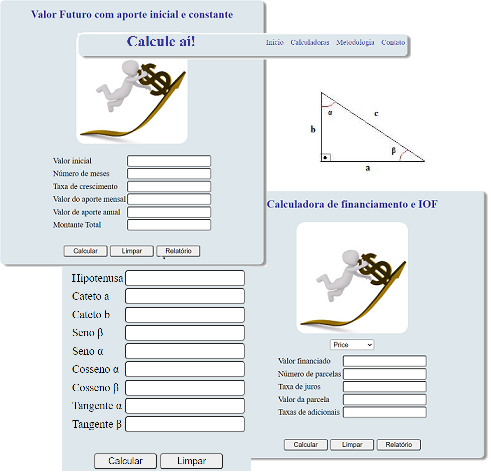 Valor Futuro com aporte inicial e constante
Calcule aí!
Início Calculadoras Metodologia Contato
Valor inicial
Número de meses
Taxa de crescimento
Valor do aporte mensal
Valor de aporte anual
Montante Total
Calcular Limpar Relatório
α
c
b
β
a
Hipotenusa
Cateto a
Cateto b
Seno β
Seno α
Cosseno α
Cosseno β
Tangente α
Tangente β
Calcular Limpar
Calculadora de financiamento e IOF
Price
Valor financiado
Número de parcelas
Taxa de juros
Valor da parcela
Taxas de adicionais
Calcular Limpar Relatório